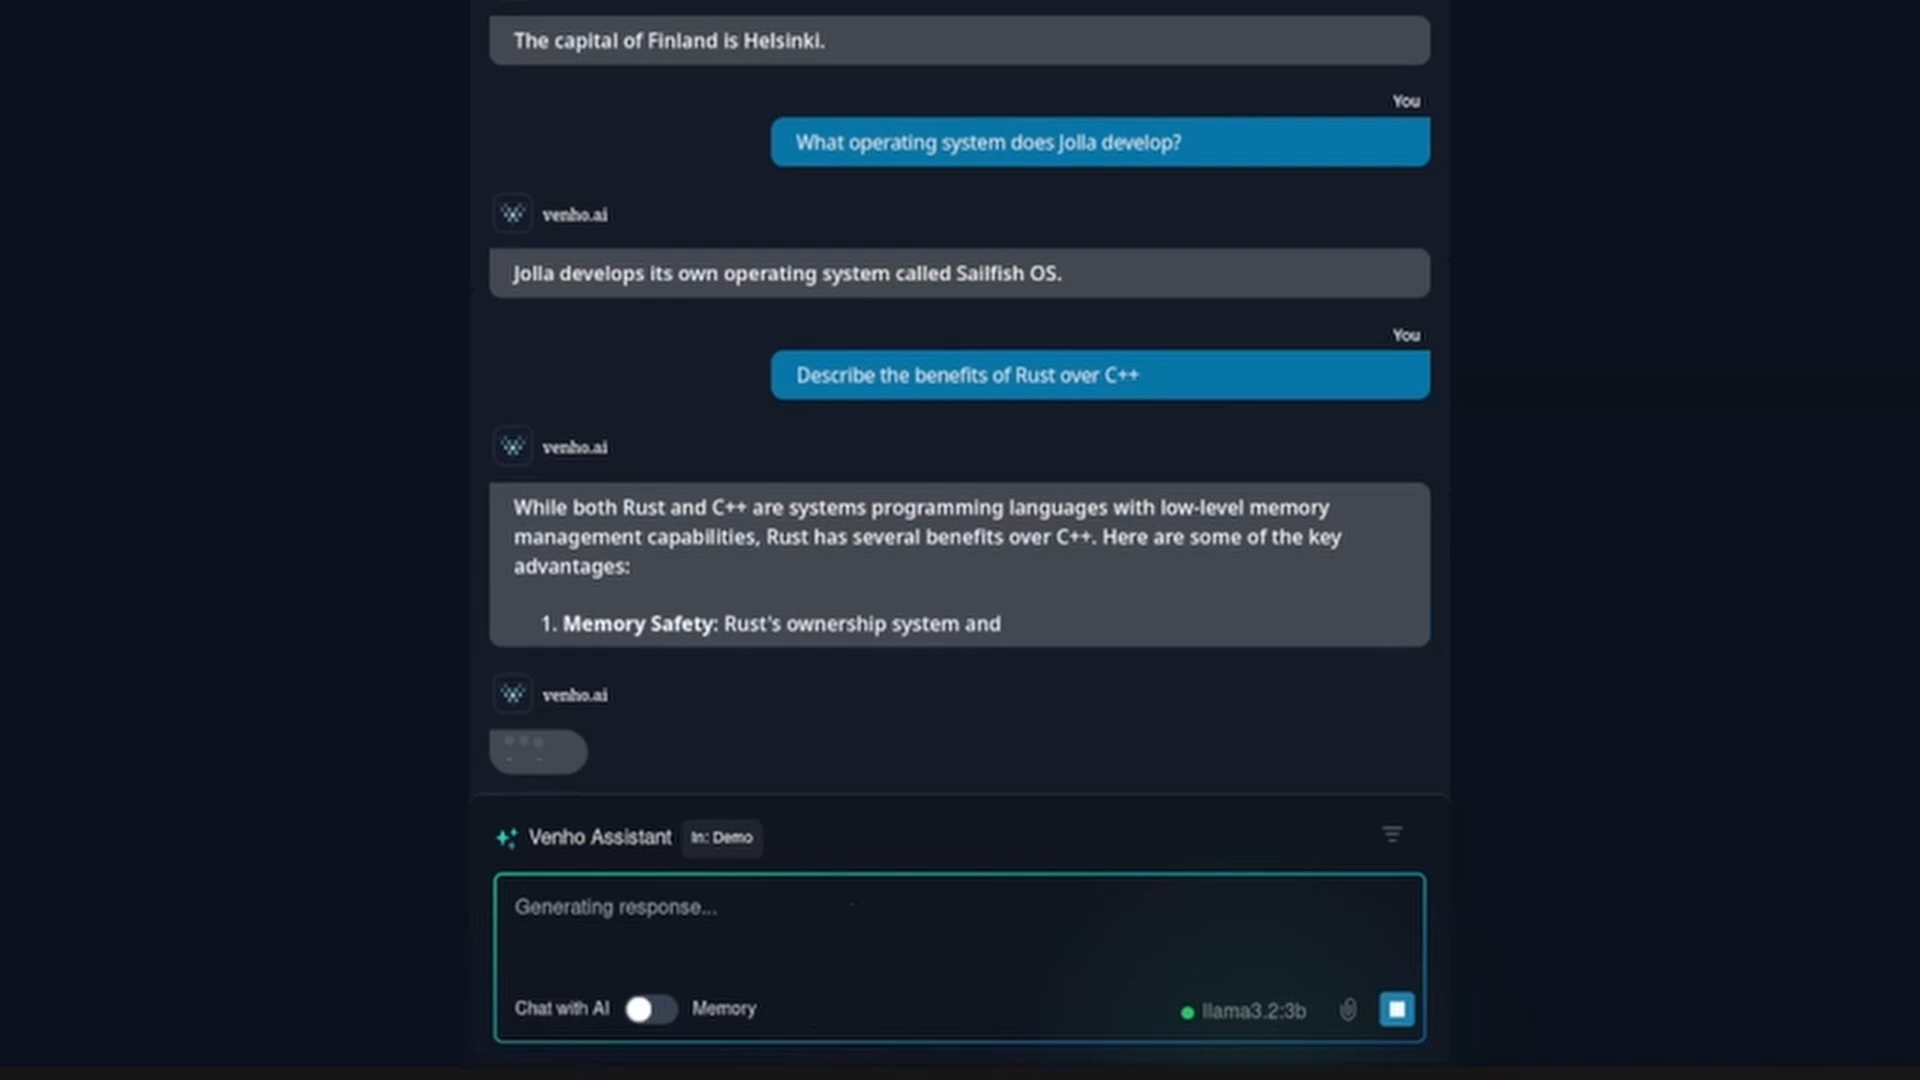 The capital of Finland is Helsinki.
You
What operating system does Jolla develop?
venho.ai
Jolla develops its own operating system called Sailfish OS.
You
Describe the benefits of Rust over C++
venho.ai
While both Rust and C++ are systems programming languages with low-level memory
management capabilities, Rust has several benefits over C++. Here are some of the key
advantages:
1. Memory Safety: Rust's ownership system and
venho.ai
Venho Assistant In: Demo
Generating response...
Chat with AI Memory llama3.2:3b